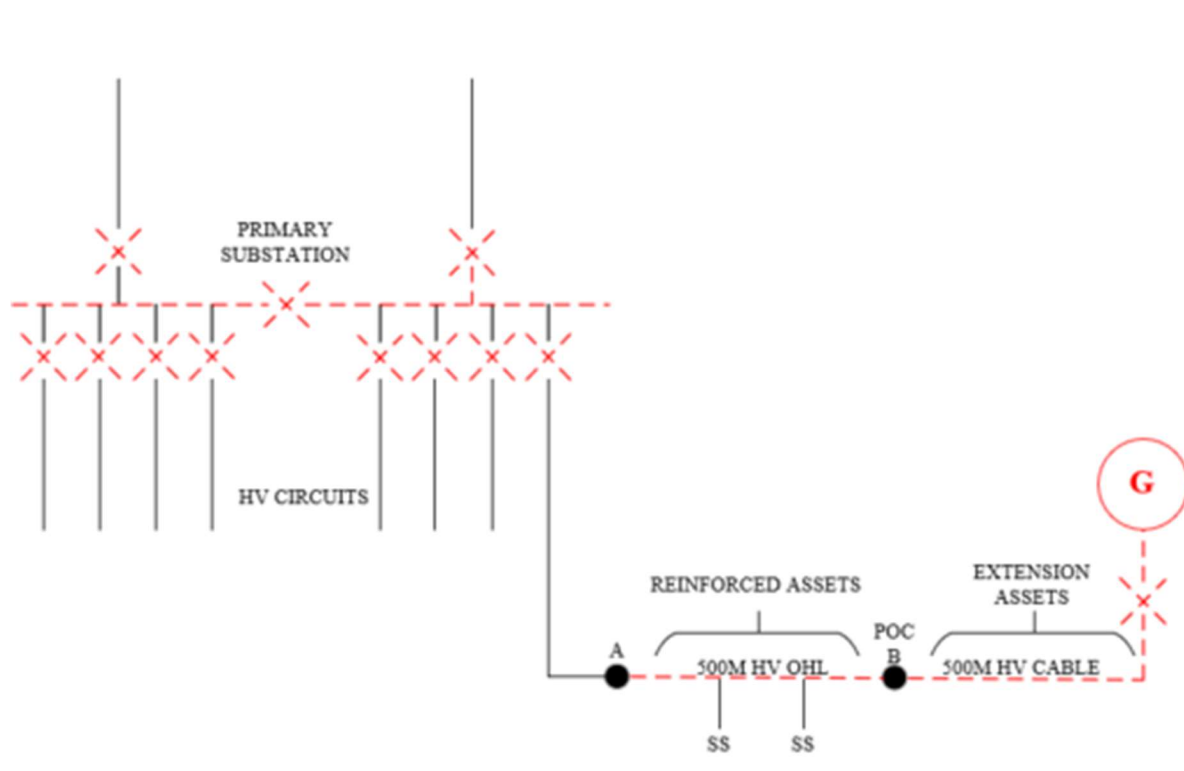 PRIMARY
SUBSTATION
HV CIRCUITS
G
REINFORCED ASSETS
EXTENSION
ASSETS
POC
A
B
500M HV OHL
500M HV CABLE
SS
SS